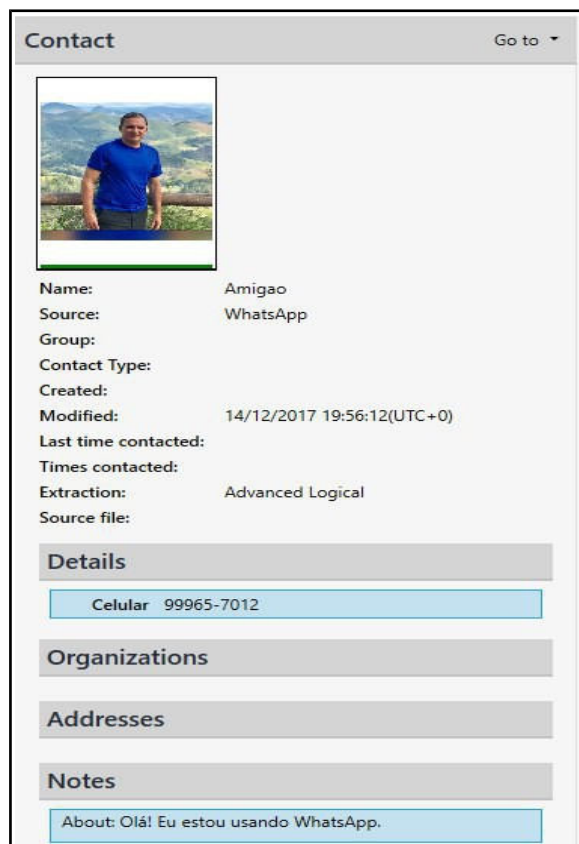 Contact Go to
Name: Amigao
Source: WhatsApp
Group:
Contact Type:
Created:
Modified: 14/12/2017 19:56:12(UTC+0)
Last time contacted:
Times contacted:
Extraction: Advanced Logical
Source file:
Details
Celular 99965-7012
Organizations
Addresses
Notes
About: Olá! Eu estou usando WhatsApp.